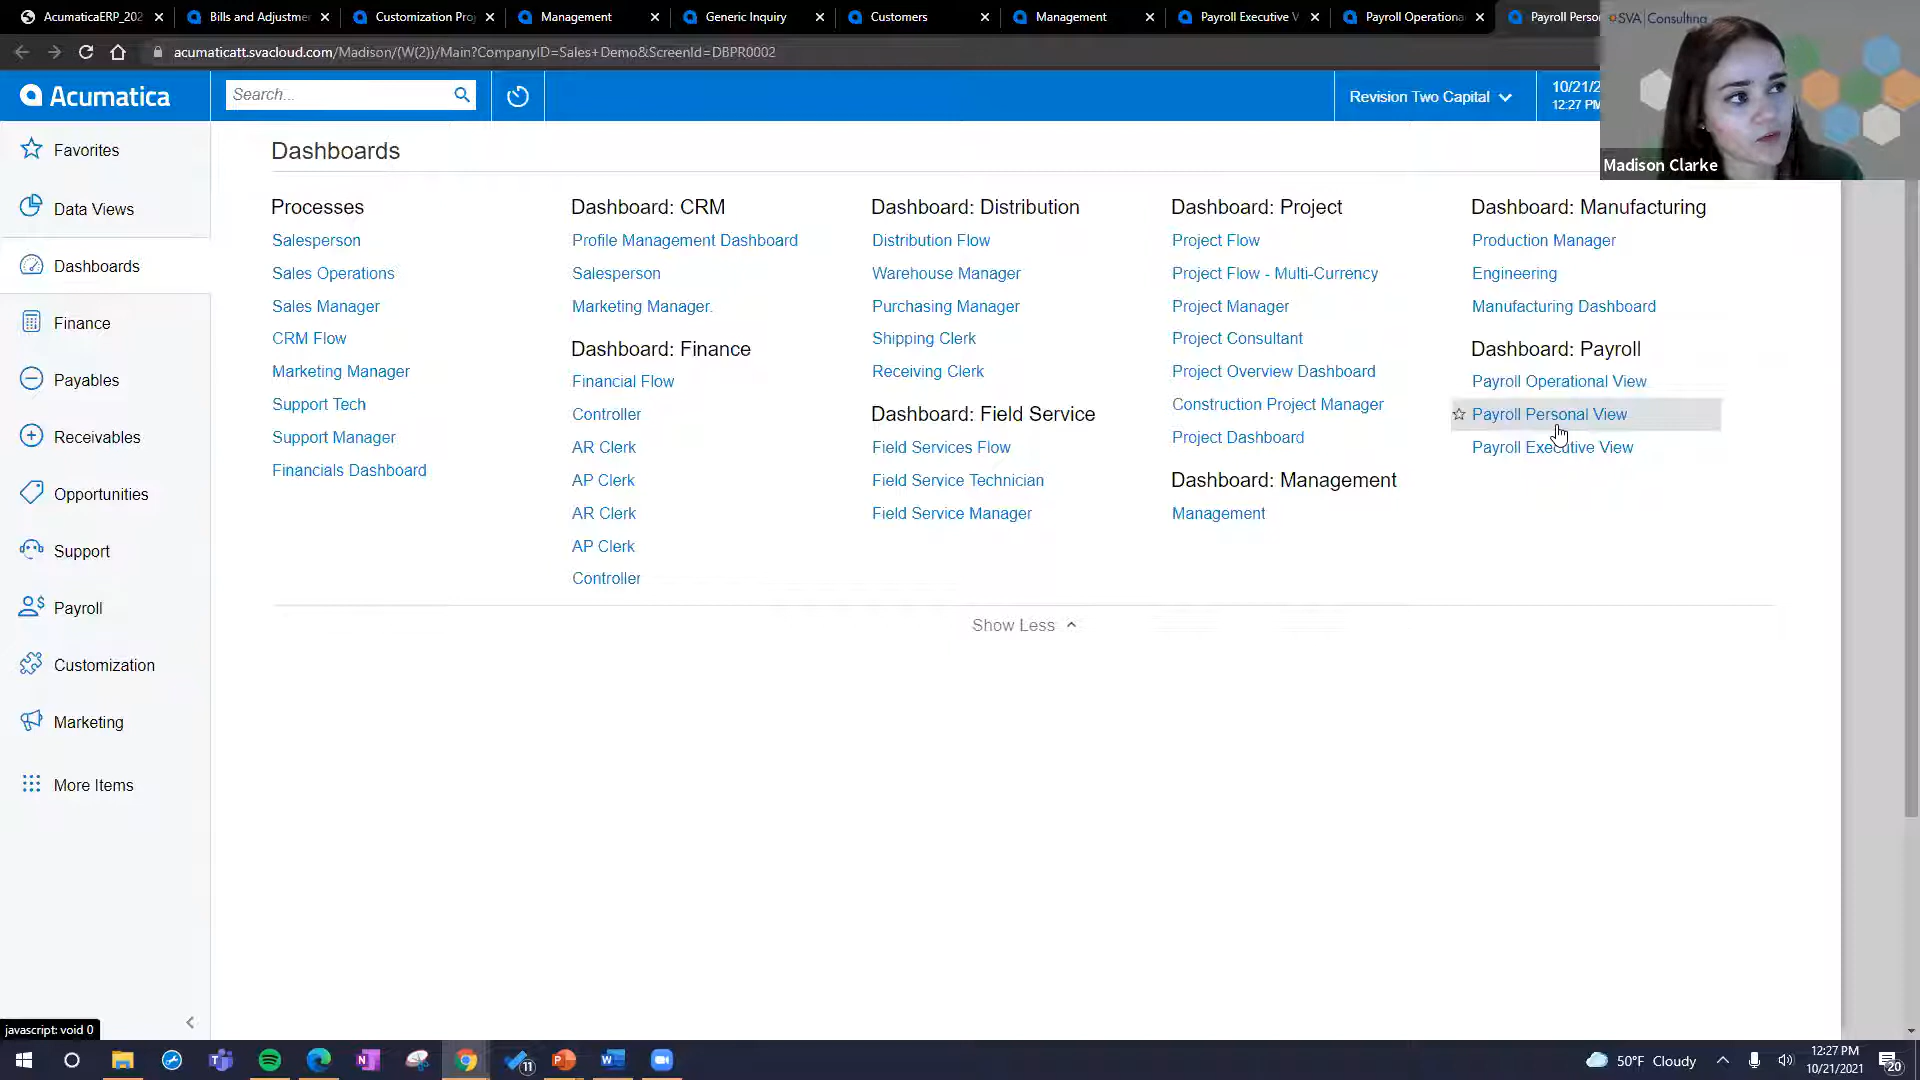 AcumaticaERP_202
Bills and Adjustme
Customization Proj
Management
Generic Inquiry
Customers
Management
Payroll Executive V
Payroll Operationa
Payroll Perso
SVA | Consulting
acumaticatt.svacloud.com/Madison/(W(2))/Main?CompanyID=Sales+Demo&ScreenId=DBPR0002
Acumatica
Search...
Revision Two Capital
10/21/2
12:27 PM
Madison Clarke
Favorites
Data Views
Dashboards
Finance
Payables
Receivables
Opportunities
Support
Payroll
Customization
Marketing
More Items
Dashboards
Processes
Salesperson
Sales Operations
Sales Manager
CRM Flow
Marketing Manager
Support Tech
Support Manager
Financials Dashboard
Dashboard: CRM
Profile Management Dashboard
Salesperson
Marketing Manager.
Dashboard: Finance
Financial Flow
Controller
AR Clerk
AP Clerk
AR Clerk
AP Clerk
Controller
Dashboard: Distribution
Distribution Flow
Warehouse Manager
Purchasing Manager
Shipping Clerk
Receiving Clerk
Dashboard: Field Service
Field Services Flow
Field Service Technician
Field Service Manager
Dashboard: Project
Project Flow
Project Flow - Multi-Currency
Project Manager
Project Consultant
Project Overview Dashboard
Construction Project Manager
Project Dashboard
Dashboard: Management
Management
Dashboard: Manufacturing
Production Manager
Engineering
Manufacturing Dashboard
Dashboard: Payroll
Payroll Operational View
Payroll Personal View
Payroll Executive View
Show Less
javascript: void 0
11
50°F Cloudy
12:27 PM
10/21/2021
20